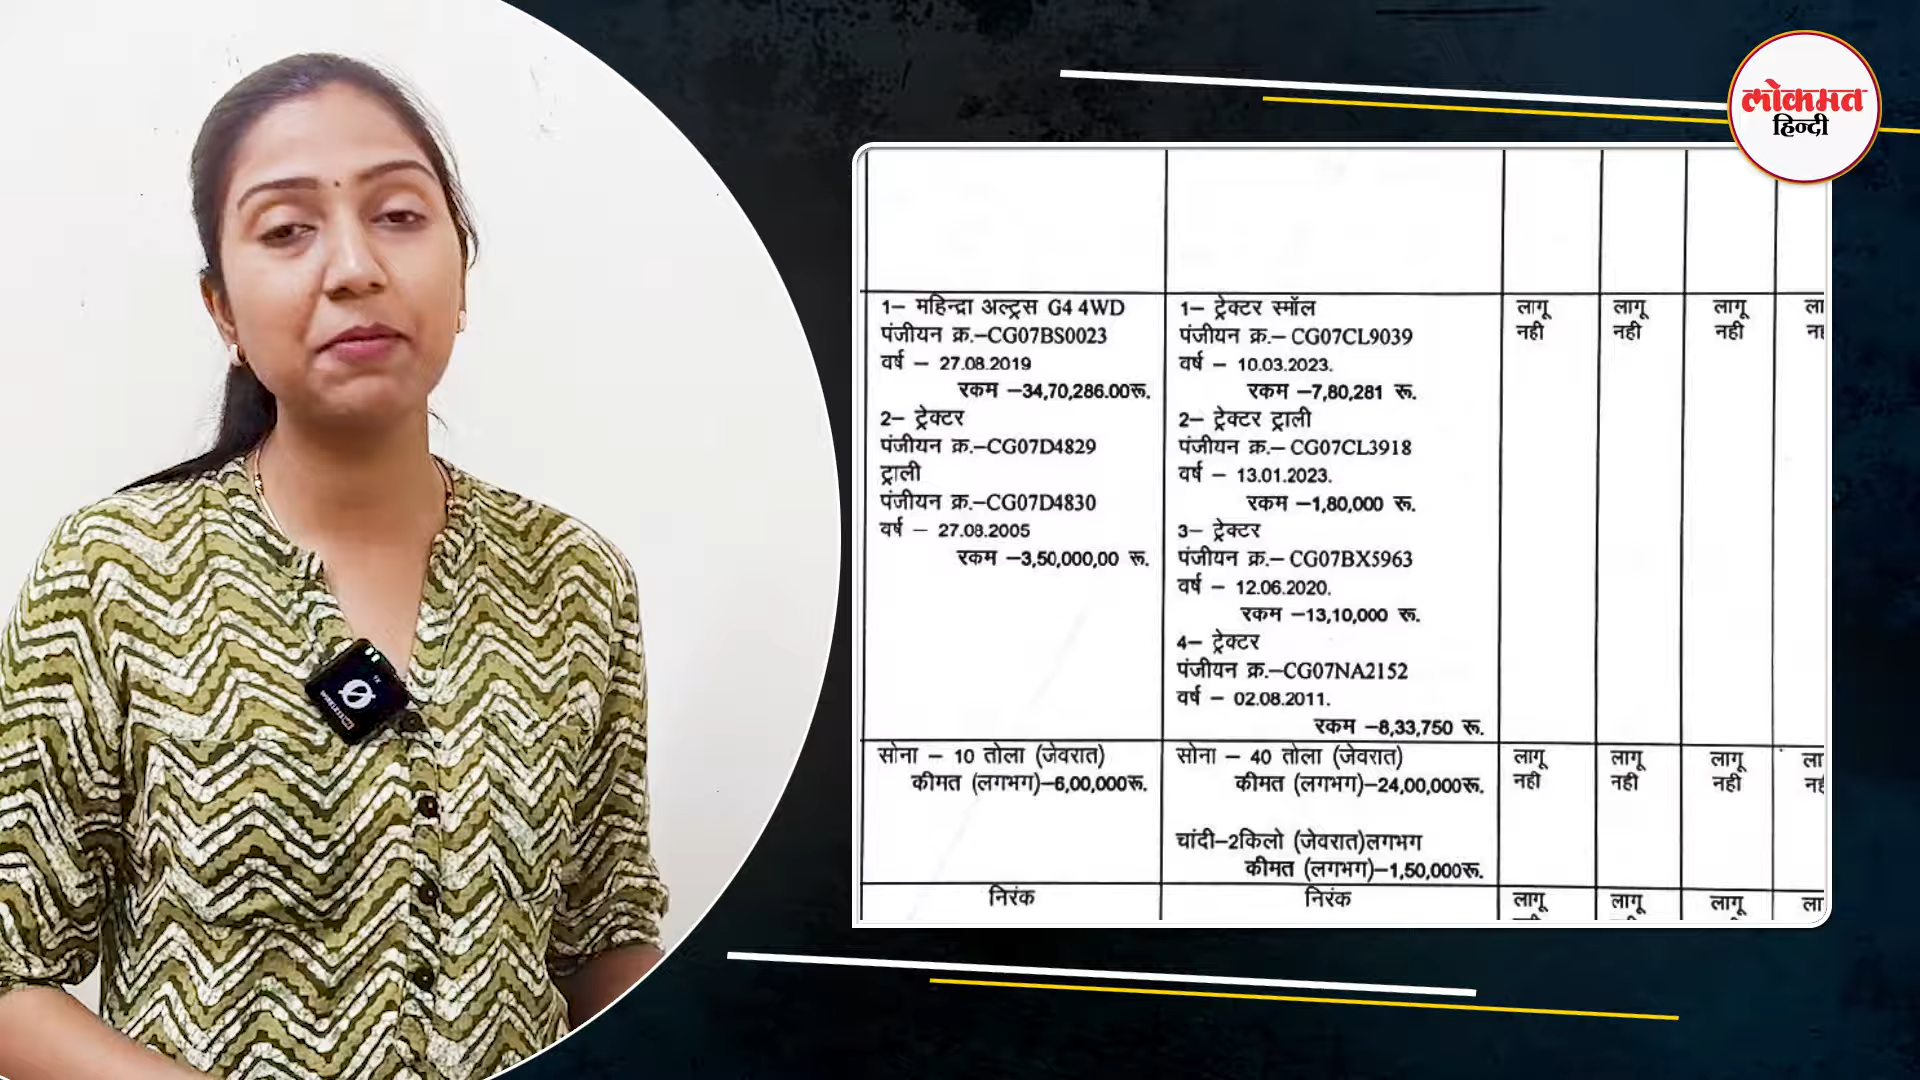 लोकमत
हिन्दी
1– महिन्द्रा अल्ट्रस G4 4WD
पंजीयन क्र.–CG07BS0023
वर्ष – 27.08.2019
रकम –34,70,286.00रू.
2– ट्रेक्टर
पंजीयन क्र.–CG07D4829
ट्राली
पंजीयन क्र.–CG07D4830
वर्ष – 27.08.2005
रकम –3,50,000,00 रू.
1– ट्रेक्टर स्मॉल
पंजीयन क्र.– CG07CL9039
वर्ष – 10.03.2023.
रकम –7,80,281 रू.
2– ट्रेक्टर ट्राली
पंजीयन क्र.– CG07CL3918
वर्ष – 13.01.2023.
रकम –1,80,000 रू.
3– ट्रेक्टर
पंजीयन क्र.– CG07BX5963
वर्ष – 12.06.2020.
रकम –13,10,000 रू.
4– ट्रेक्टर
पंजीयन क्र.–CG07NA2152
वर्ष – 02.08.2011.
रकम –8,33,750 रू.
लागू
नही
लागू
नही
लागू
नही
सोना – 10 तोला (जेवरात)
कीमत (लगभग)–6,00,000रू.
सोना – 40 तोला (जेवरात)
कीमत (लगभग)–24,00,000रू.
चांदी–2किलो (जेवरात)लगभग
कीमत (लगभग)–1,50,000रू.
लागू
नही
लागू
नही
लागू
नही
निरंक
निरंक
लागू
लागू
लागू